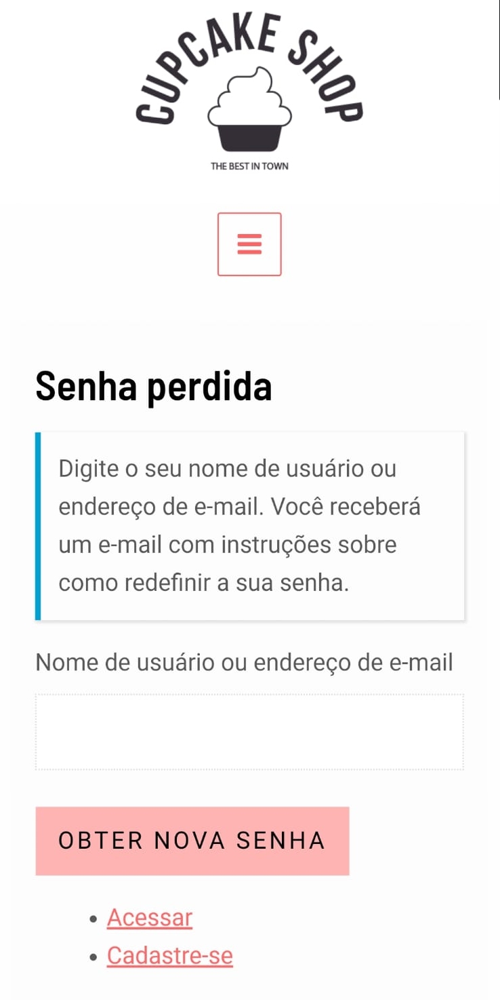 CUPCAKE SHOP
THE BEST IN TOWN
Senha perdida
Digite o seu nome de usuário ou
endereço de e-mail. Você receberá
um e-mail com instruções sobre
como redefinir a sua senha.
Nome de usuário ou endereço de e-mail
OBTER NOVA SENHA
• Acessar
• Cadastre-se